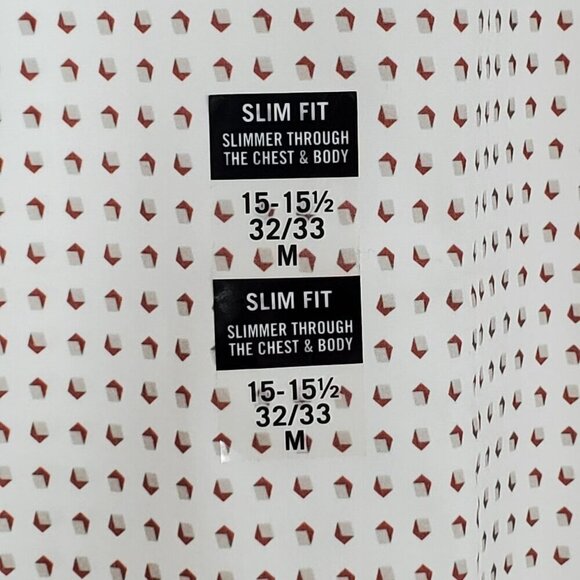 SLIM FIT
SLIMMER THROUGH
THE CHEST & BODY
15-15½
32/33
M
SLIM FIT
SLIMMER THROUGH
THE CHEST & BODY
15-15½
32/33
M